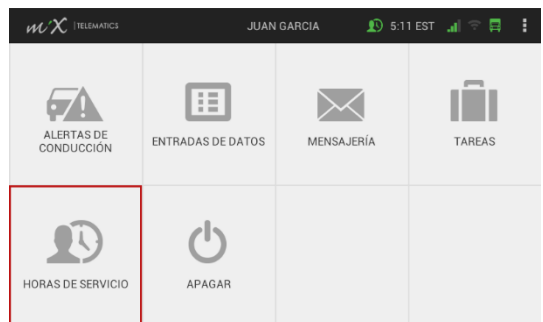 miX | TELEMATICS JUAN GARCIA 5:11 EST
ALERTAS DE
CONDUCCIÓN
ENTRADAS DE DATOS
MENSAJERÍA
TAREAS
HORAS DE SERVICIO
APAGAR